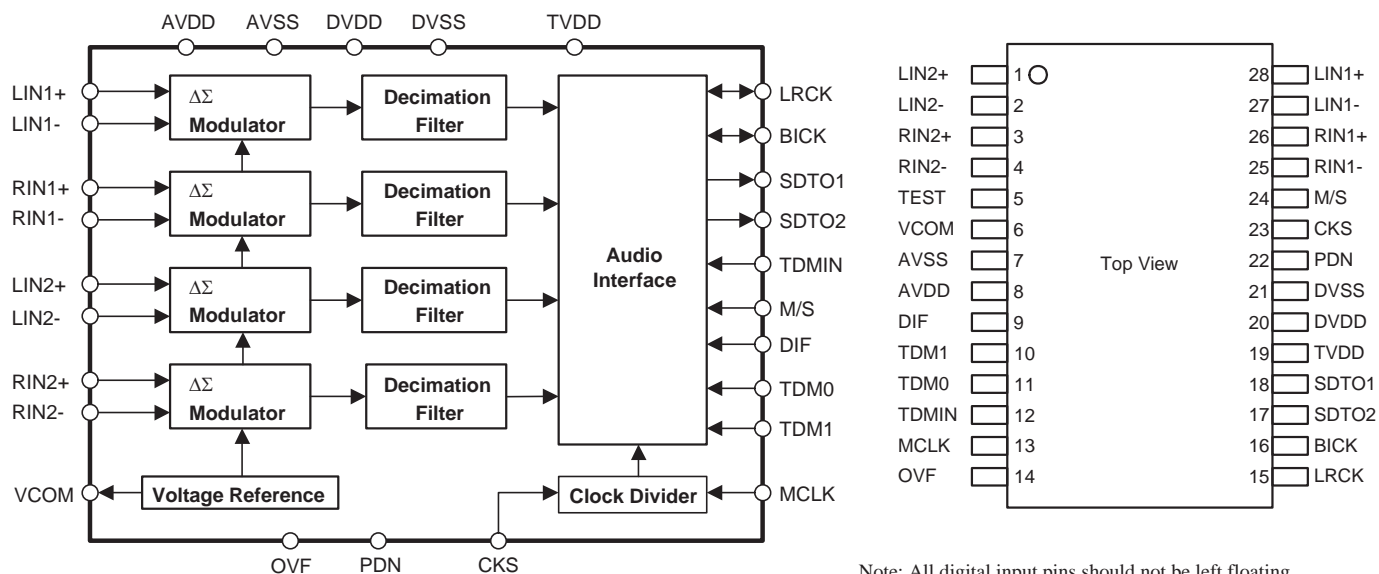 AVDD AVSS DVDD DVSS TVDD
LIN1+
LIN1-
ΔΣ
Modulator
Decimation
Filter
RIN1+
RIN1-
ΔΣ
Modulator
Decimation
Filter
LIN2+
LIN2-
ΔΣ
Modulator
Decimation
Filter
RIN2+
RIN2-
ΔΣ
Modulator
Decimation
Filter
Audio
Interface
LRCK
BICK
SDTO1
SDTO2
TDMIN
M/S
DIF
TDM0
TDM1
VCOM
Voltage Reference
Clock Divider
MCLK
OVF PDN CKS
LIN2+ 1 28 LIN1+
LIN2- 2 27 LIN1-
RIN2+ 3 26 RIN1+
RIN2- 4 25 RIN1-
TEST 5 24 M/S
VCOM 6 23 CKS
AVSS 7 Top View 22 PDN
AVDD 8 21 DVSS
DIF 9 20 DVDD
TDM1 10 19 TVDD
TDM0 11 18 SDTO1
TDMIN 12 17 SDTO2
MCLK 13 16 BICK
OVF 14 15 LRCK
Note: All digital input pins should not be left floating